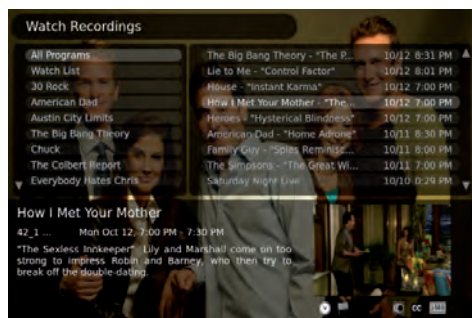 Watch Recordings
All Programs
Watch List
30 Rock
American Dad
Austin City Limits
The Big Bang Theory
Chuck
The Colbert Report
Everybody Hates Chris
The Big Bang Theory - "The P... 10/12 8:31 PM
Lie to Me - "Control Factor" 10/12 8:01 PM
House - "Instant Karma" 10/12 7:00 PM
How I Met Your Mother - "The... 10/12 7:00 PM
Heroes - "Hysterical Blindness" 10/12 7:00 PM
American Dad - "Home Adrone" 10/11 8:30 PM
Family Guy - "Spies Reminisc... 10/11 8:00 PM
The Simpsons - "The Great Wi... 10/11 7:00 PM
Saturday Night Live 10/10 0:29 PM
How I Met Your Mother
42_1 ... Mon Oct 12, 7:00 PM - 7:30 PM
"The Sexless Innkeeper" Lily and Marshall come on too
strong to impress Robin and Barney, who then try to
break off the double-dating.
CC